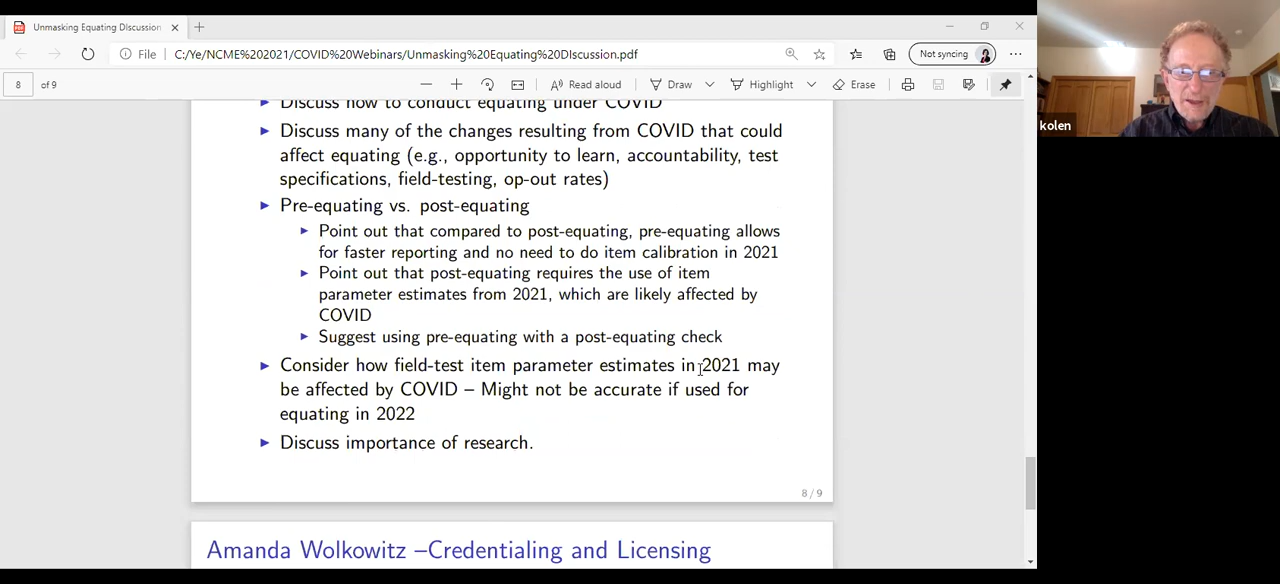 Unmasking Equating DIscussion
File
C:/Ye/NCME%202021/COVID%20Webinars/Unmasking%20Equating%20DIscussion.pdf
Not syncing
8 of 9
Read aloud
Draw
Highlight
Erase
kolen
Discuss how to conduct equating under COVID
Discuss many of the changes resulting from COVID that could
affect equating (e.g., opportunity to learn, accountability, test
specifications, field-testing, op-out rates)
Pre-equating vs. post-equating
Point out that compared to post-equating, pre-equating allows
for faster reporting and no need to do item calibration in 2021
Point out that post-equating requires the use of item
parameter estimates from 2021, which are likely affected by
COVID
Suggest using pre-equating with a post-equating check
Consider how field-test item parameter estimates in 2021 may
be affected by COVID – Might not be accurate if used for
equating in 2022
Discuss importance of research.
8 / 9
Amanda Wolkowitz –Credentialing and Licensing